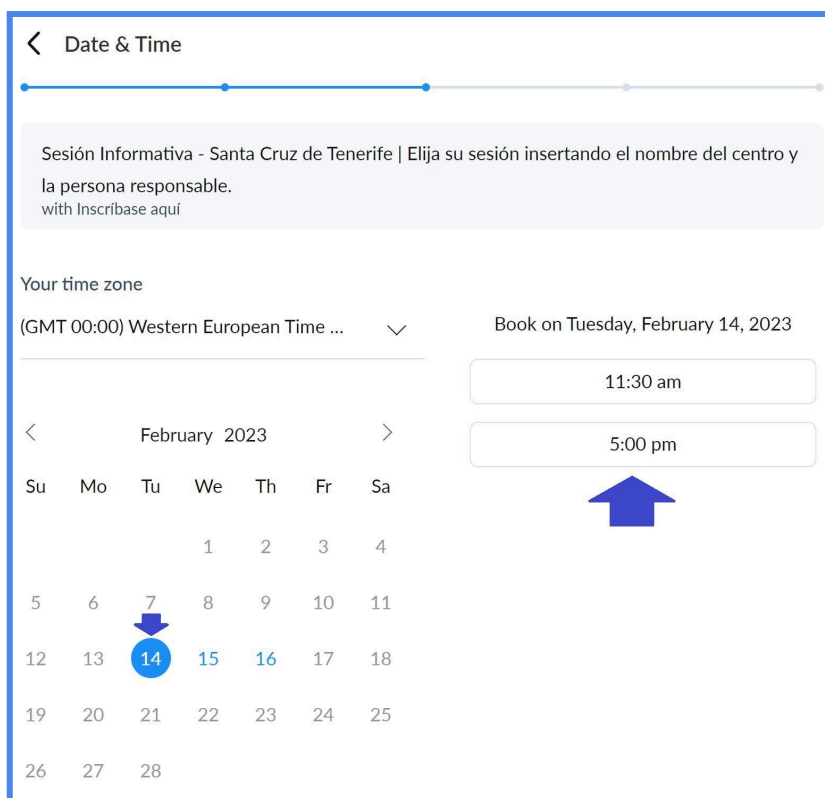 Date & Time
Sesión Informativa - Santa Cruz de Tenerife | Elija su sesión insertando el nombre del centro y
la persona responsable.
with Inscríbase aquí
Your time zone
(GMT 00:00) Western European Time ...
Book on Tuesday, February 14, 2023
11:30 am
5:00 pm
February 2023
Su Mo Tu We Th Fr Sa
1 2 3 4
5 6 7 8 9 10 11
12 13 14 15 16 17 18
19 20 21 22 23 24 25
26 27 28